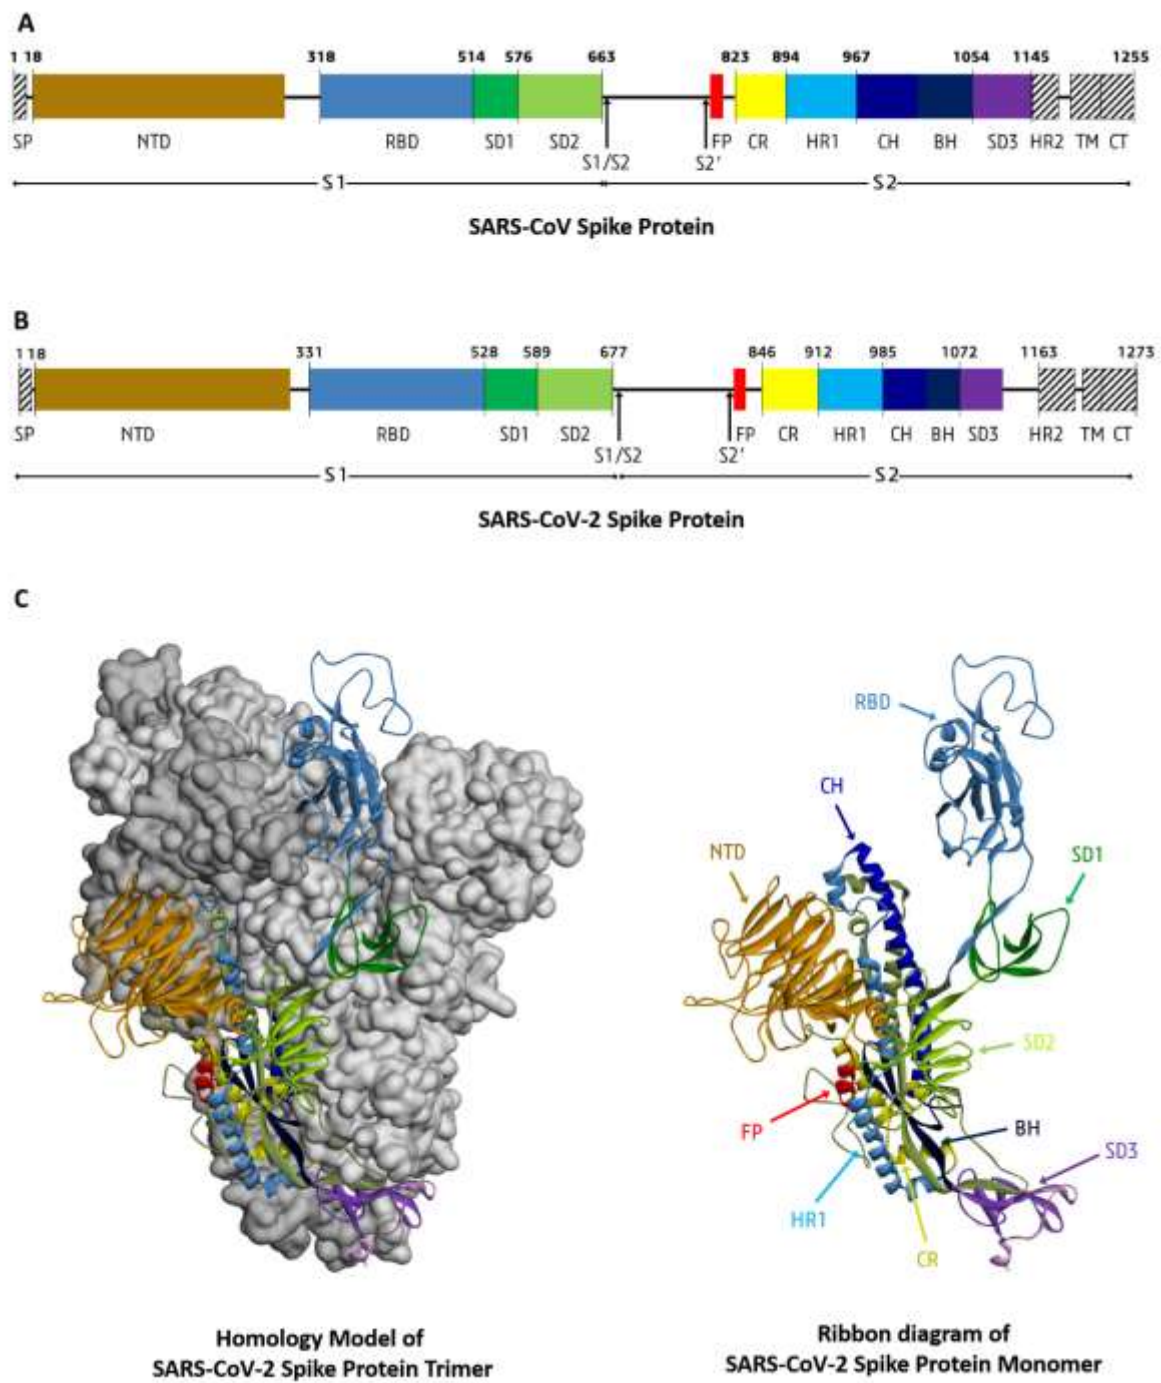 A
1 18 318 514 576 663 823 894 967 1054 1145 1255
SP NTD RBD SD1 SD2 S1/S2 S2' FP CR HR1 CH BH SD3 HR2 TM CT
S1 S2
SARS-CoV Spike Protein
B
1 18 331 528 589 677 846 912 985 1072 1163 1273
SP NTD RBD SD1 SD2 S1/S2 S2' FP CR HR1 CH BH SD3 HR2 TM CT
S1 S2
SARS-CoV-2 Spike Protein
C
RBD
CH
NTD
SD1
SD2
FP
BH
SD3
HR1
CR
Homology Model of
SARS-CoV-2 Spike Protein Trimer
Ribbon diagram of
SARS-CoV-2 Spike Protein Monomer